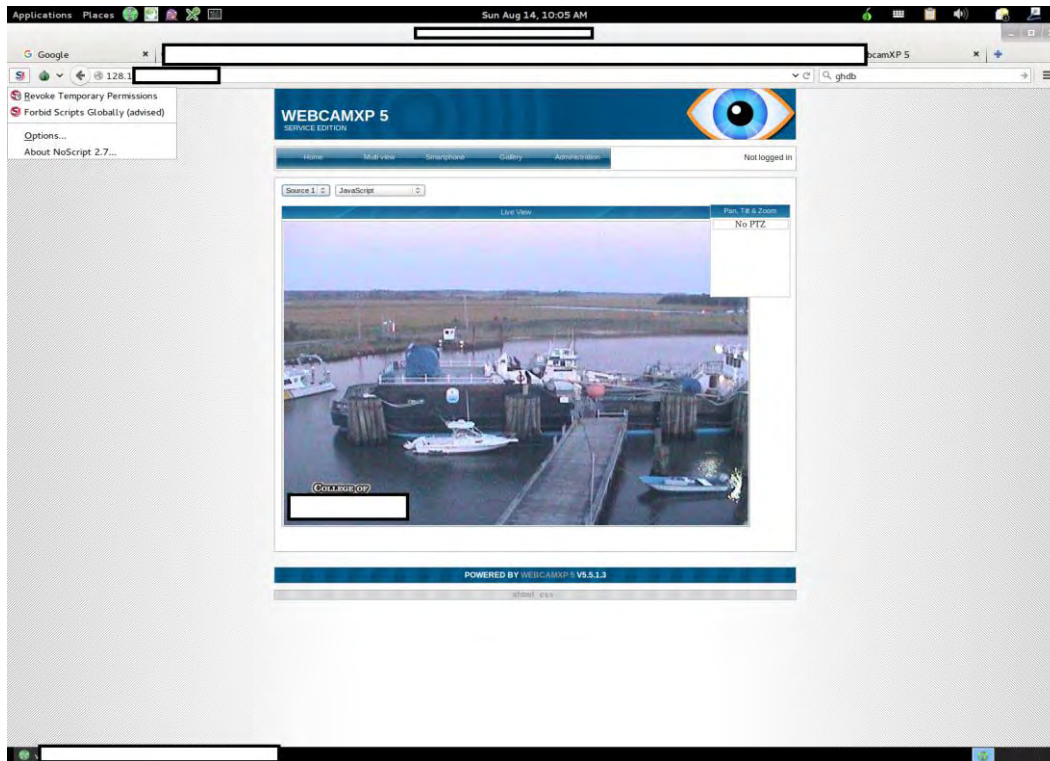 Applications Places Sun Aug 14, 10:05 AM
G Google × bcamXP 5 × +
S! 128.1 ghdb
Revoke Temporary Permissions
Forbid Scripts Globally (advised)
Options...
About NoScript 2.7...
WEBCAMXP 5
SERVICE EDITION
Home Multi view Smartphone Gallery Administration Not logged in
Source 1 JavaScript
Live View Pan, Tilt & Zoom
No PTZ
COLLEGE OF
POWERED BY WEBCAMXP 5 V5.5.1.3
xhtml css